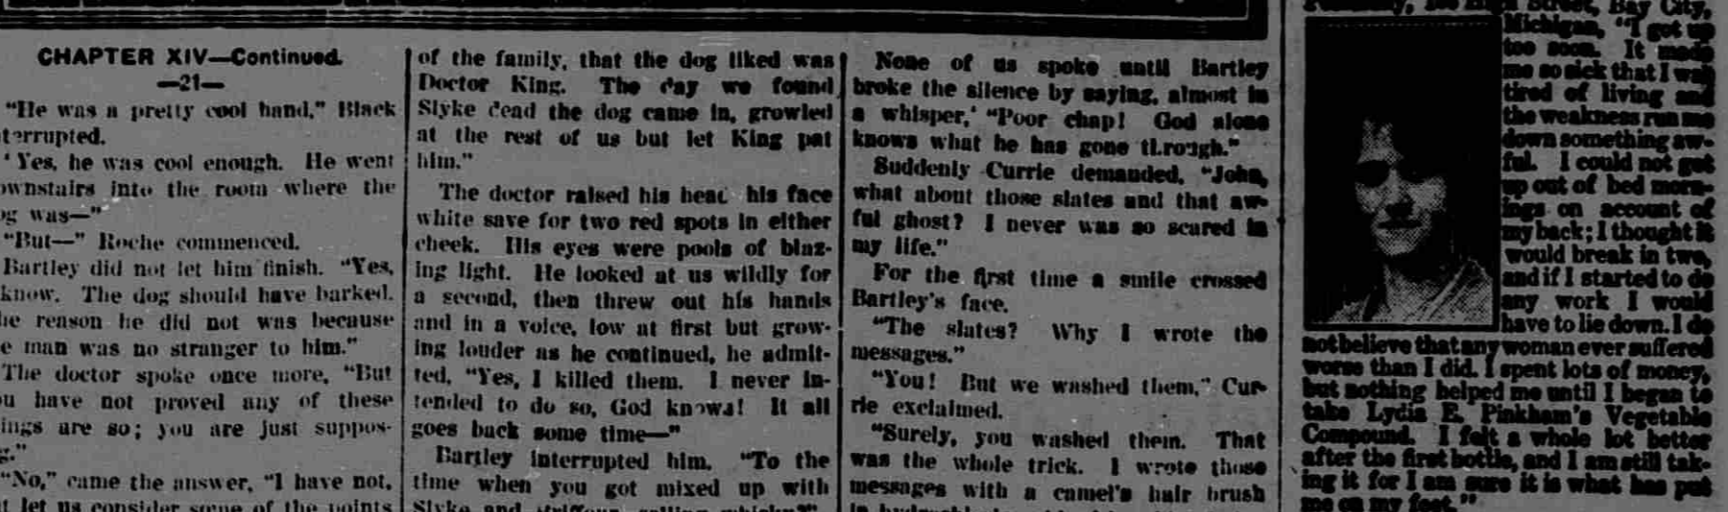 CHAPTER XIV—Continued.
—21—
"He was a pretty cool hand," Black
terrupted.
'Yes, he was cool enough. He went
ownstairs into the room where the
og was—"
"But—" Roche commenced.
Bartley did not let him finish. "Yes,
know. The dog should have barked.
he reason he did not was because
e man was no stranger to him."
The doctor spoke once more, "But
ou have not proved any of these
ings are so; you are just suppos-
g."
"No," came the answer, "I have not,
t let us consider some of the points
of the family, that the dog liked was
Doctor King. The day we found
Slyke dead the dog came in, growled
at the rest of us but let King pat
him."
The doctor raised his head his face
white save for two red spots in either
cheek. His eyes were pools of blaz-
ing light. He looked at us wildly for
a second, then threw out his hands
and in a voice, low at first but grow-
ing louder as he continued, he admit-
ted, "Yes, I killed them. I never in-
tended to do so, God knows! It all
goes back some time—"
Bartley interrupted him. "To the
time when you got mixed up with
Slyke and
None of us spoke until Bartley
broke the silence by saying, almost in
a whisper,' "Poor chap! God alone
knows what he has gone through."
Suddenly Currie demanded, "John,
what about those slates and that aw-
ful ghost? I never was so scared in
my life."
For the first time a smile crossed
Bartley's face.
"The slates? Why I wrote the
messages."
"You! But we washed them," Cur-
rie exclaimed.
"Surely, you washed them. That
was the whole trick. I wrote those
messages with a camel's hair brush
Street, Bay City,
Michigan, "I got up
too soon. It made
me so sick that I was
tired of living and
the weakness run me
down something aw-
ful. I could not get
up out of bed morn-
ings on account of
my back; I thought it
would break in two,
and if I started to do
any work I would
have to lie down. I do
not believe that any woman ever suffered
worse than I did. I spent lots of money,
but nothing helped me until I began to
take Lydia E. Pinkham's Vegetable
Compound. I felt a whole lot better
after the first bottle, and I am still tak-
ing it for I am sure it is what has put
me on my feet."